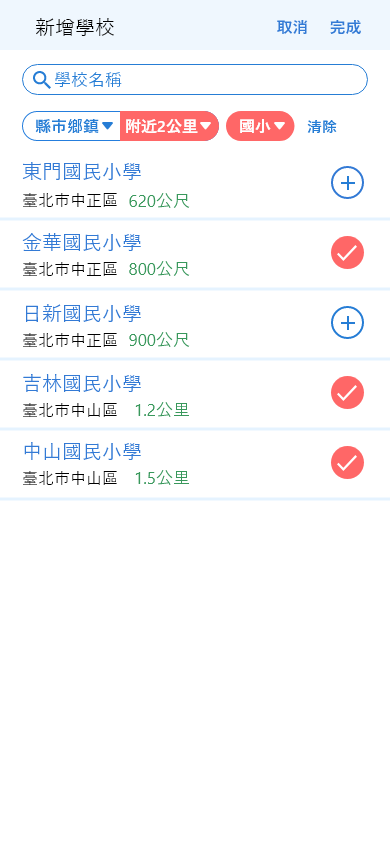 新增學校 取消 完成
學校名稱
縣市鄉鎮 附近2公里 國小 清除
東門國民小學
臺北市中正區 620公尺
金華國民小學
臺北市中正區 800公尺
日新國民小學
臺北市中正區 900公尺
吉林國民小學
臺北市中山區 1.2公里
中山國民小學
臺北市中山區 1.5公里